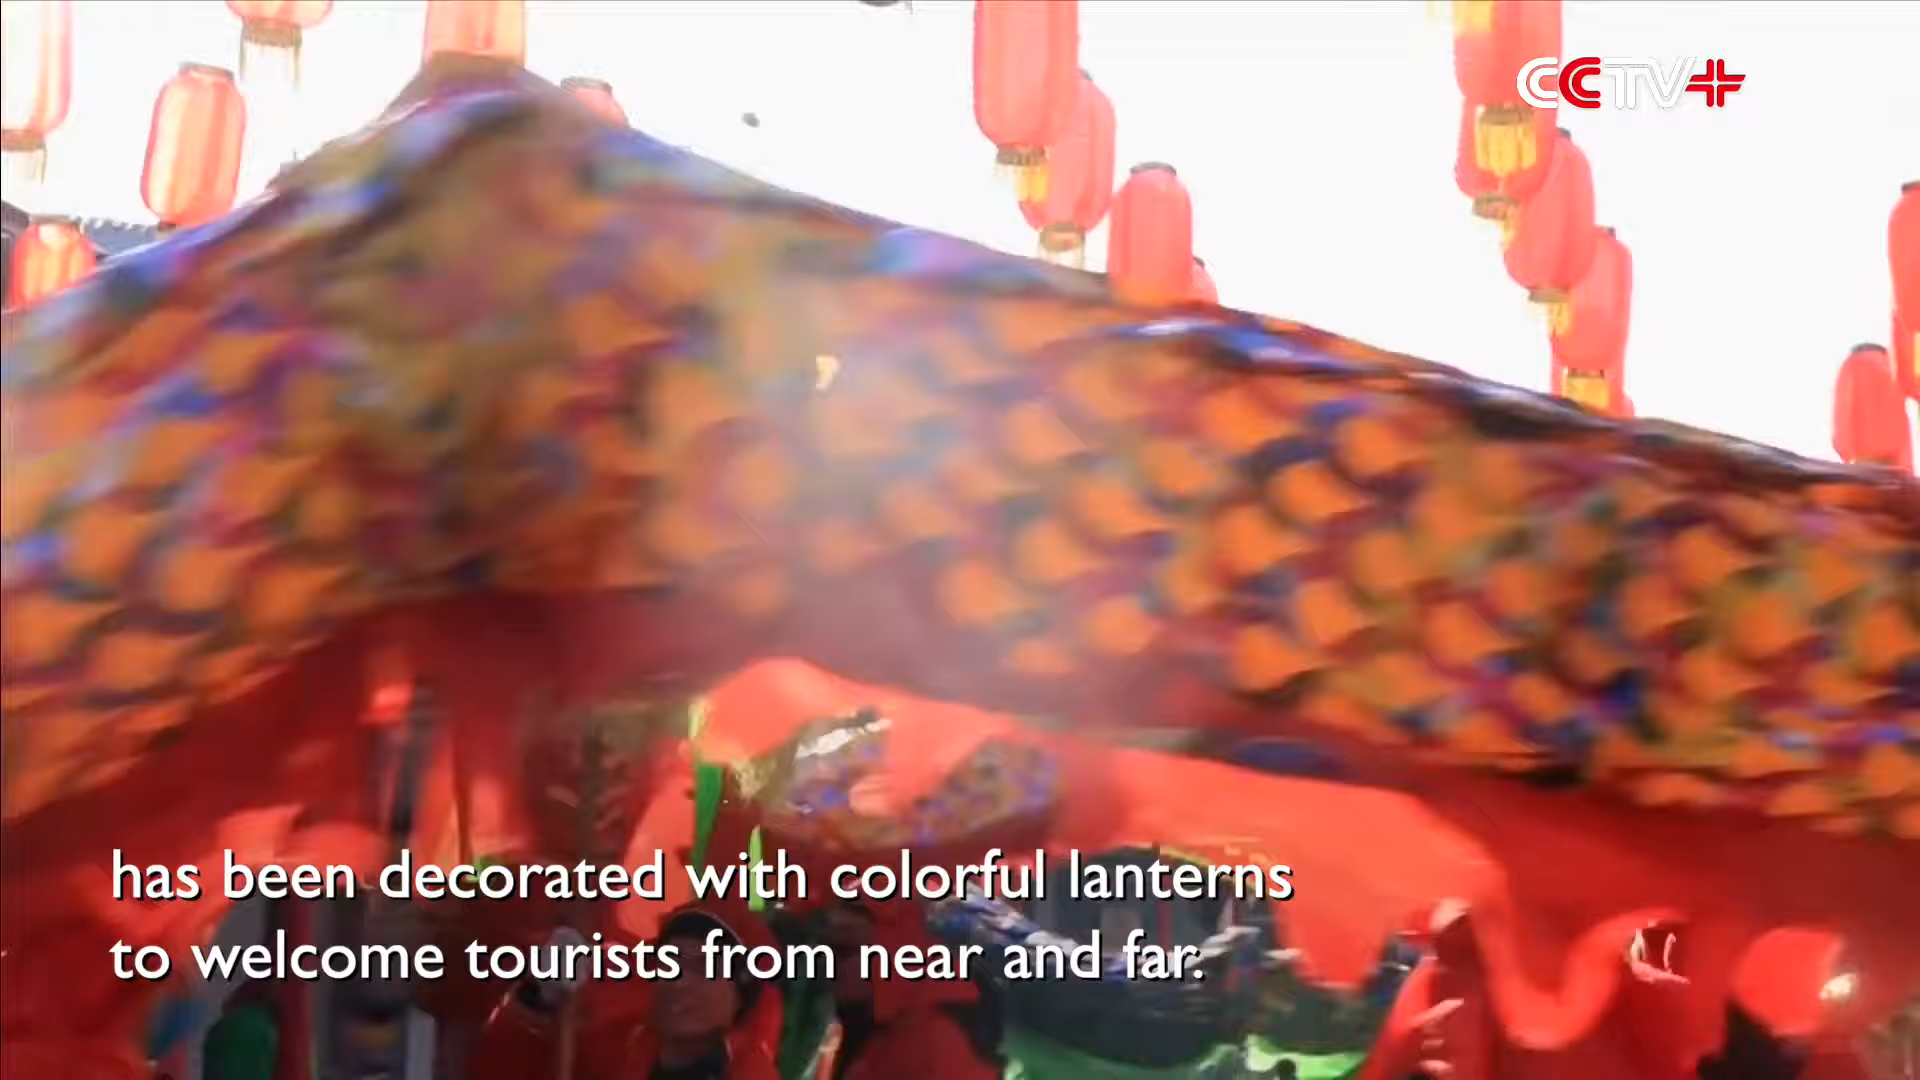 CCTV+
has been decorated with colorful lanterns
to welcome tourists from near and far.